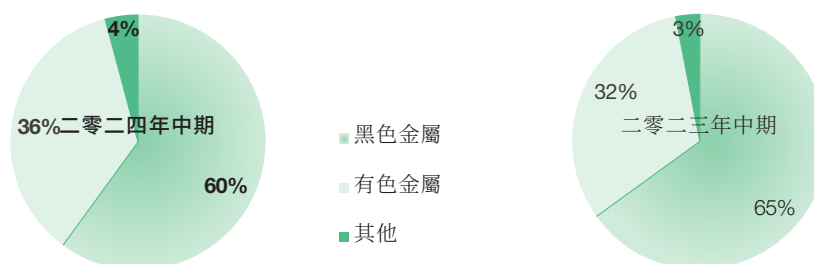 4%
36%
二零二四年中期
60%
黑色金屬
有色金屬
其他
3%
32%
二零二三年中期
65%